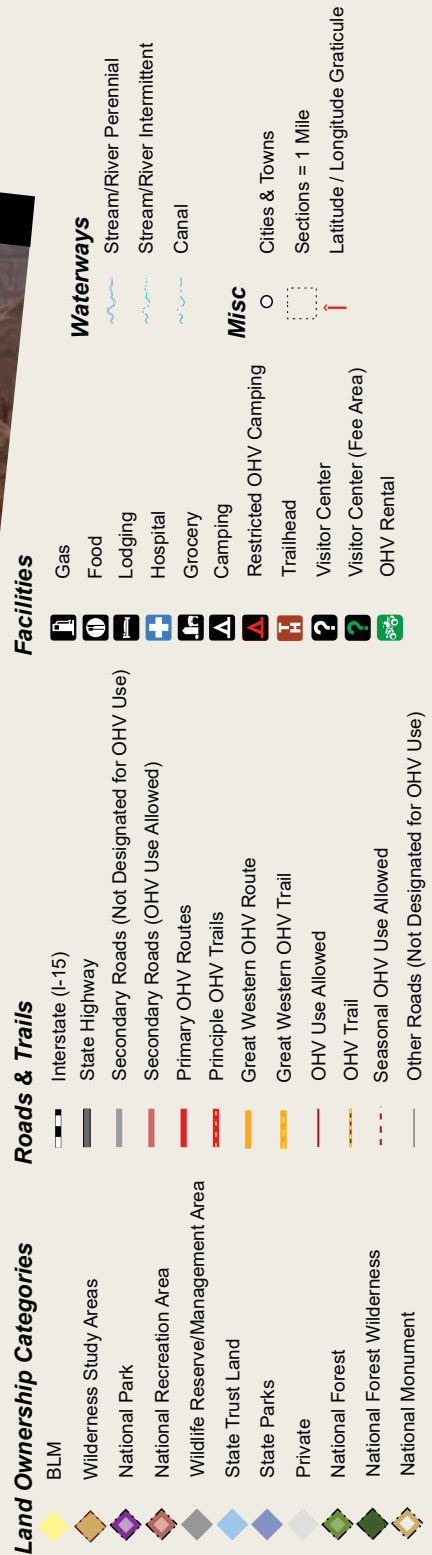 Land Ownership Categories
BLM
Wilderness Study Areas
National Park
National Recreation Area
Wildlife Reserve/Management Area
State Trust Land
State Parks
Private
National Forest
National Forest Wilderness
National Monument
Roads & Trails
Interstate (I-15)
State Highway
Secondary Roads (Not Designated for OHV Use)
Secondary Roads (OHV Use Allowed)
Primary OHV Routes
Principle OHV Trails
Great Western OHV Route
Great Western OHV Trail
OHV Use Allowed
OHV Trail
Seasonal OHV Use Allowed
Other Roads (Not Designated for OHV Use)
Facilities
Gas
Food
Lodging
Hospital
Grocery
Camping
Restricted OHV Camping
TH Trailhead
? Visitor Center
? Visitor Center (Fee Area)
OHV Rental
Waterways
Stream/River Perennial
Stream/River Intermittent
Canal
Misc
Cities & Towns
Sections = 1 Mile
Latitude / Longitude Graticule